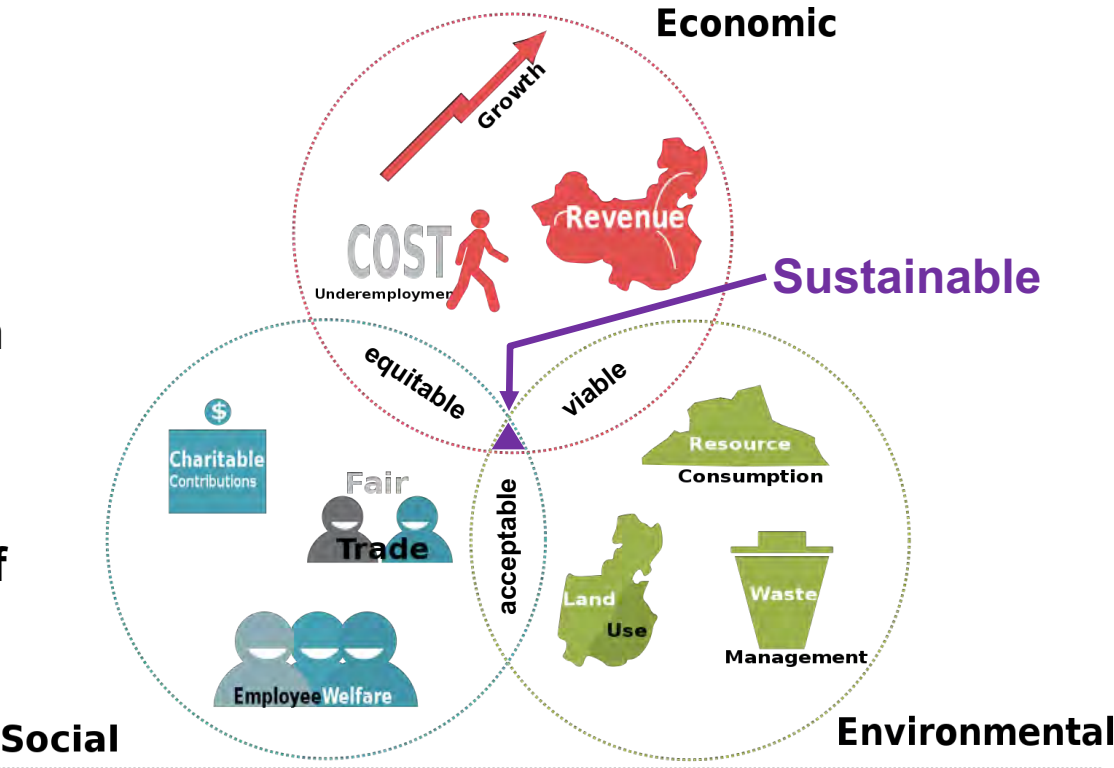 Economic
Growth
Revenue
COST
Underemploymen
Sustainable
equitable
viable
$
Charitable
Contributions
Fair
Trade
Resource
Consumption
acceptable
Land
Use
Waste
Management
EmployeeWelfare
Social
Environmental
f